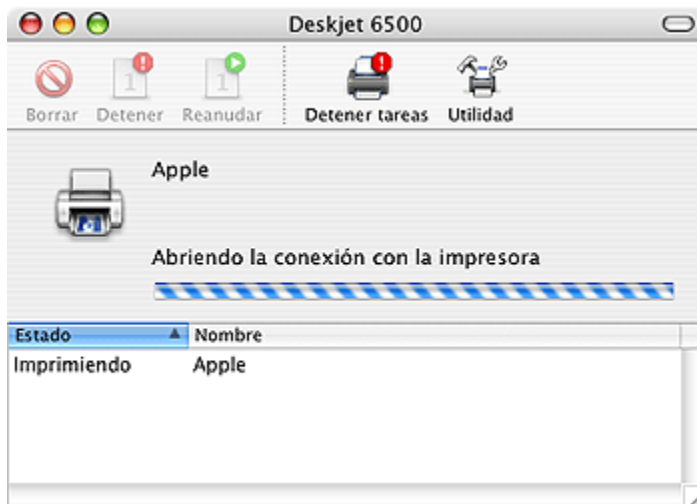 Deskjet 6500
Borrar Detener Reanudar Detener tareas Utilidad
Apple
Abriendo la conexión con la impresora
Estado Nombre
Imprimiendo Apple